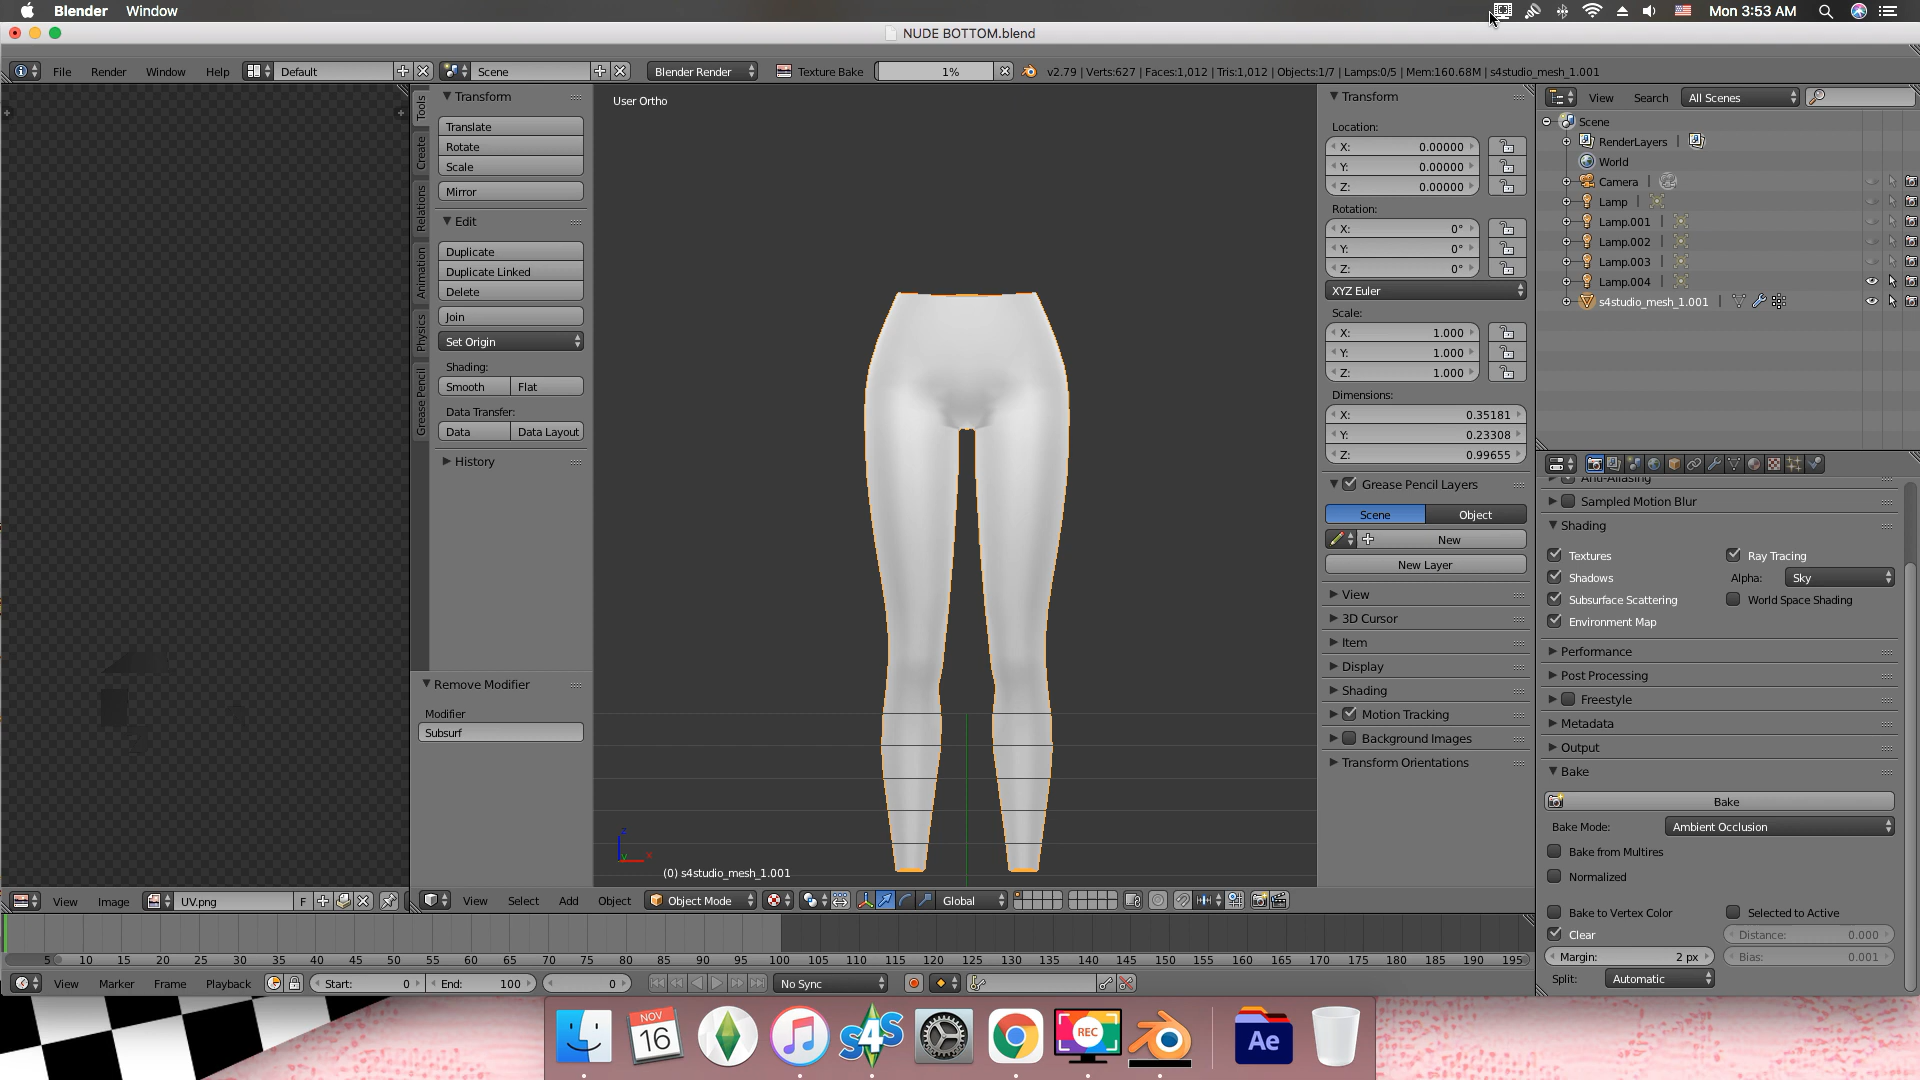 Blender Window Mon 3:53 AM
NUDE BOTTOM.blend
File Render Window Help Default Scene Blender Render Texture Bake 1% v2.79 | Verts:627 | Faces:1,012 | Tris:1,012 | Objects:1/7 | Lamps:0/5 | Mem:160.68M | s4studio_mesh_1.001
Tools
Create
Relations
Animation
Physics
Grease Pencil
Transform
Translate
Rotate
Scale
Mirror
Edit
Duplicate
Duplicate Linked
Delete
Join
Set Origin
Shading:
Smooth Flat
Data Transfer:
Data Data Layout
History
Remove Modifier
Modifier
Subsurf
User Ortho
z
y x
(0) s4studio_mesh_1.001
Transform
Location:
X: 0.00000
Y: 0.00000
Z: 0.00000
Rotation:
X: 0°
Y: 0°
Z: 0°
XYZ Euler
Scale:
X: 1.000
Y: 1.000
Z: 1.000
Dimensions:
X: 0.35181
Y: 0.23308
Z: 0.99655
Grease Pencil Layers
Scene Object
New
New Layer
View
3D Cursor
Item
Display
Shading
Motion Tracking
Background Images
Transform Orientations
View Search All Scenes
Scene
RenderLayers
World
Camera
Lamp
Lamp.001
Lamp.002
Lamp.003
Lamp.004
s4studio_mesh_1.001
Anti-Aliasing
Sampled Motion Blur
Shading
Textures Ray Tracing
Shadows Alpha: Sky
Subsurface Scattering World Space Shading
Environment Map
Performance
Post Processing
Freestyle
Metadata
Output
Bake
Bake
Bake Mode: Ambient Occlusion
Bake from Multires
Normalized
Bake to Vertex Color Selected to Active
Clear Distance: 0.000
Margin: 2 px Bias: 0.001
Split: Automatic
View Image UV.png F
View Select Add Object Object Mode Global
5 10 15 20 25 30 35 40 45 50 55 60 65 70 75 80 85 90 95 100 105 110 115 120 125 130 135 140 145 150 155 160 165 170 175 180 185 190 195
View Marker Frame Playback Start: 0 End: 100 0 No Sync
NOV
16
S4S
REC
Ae